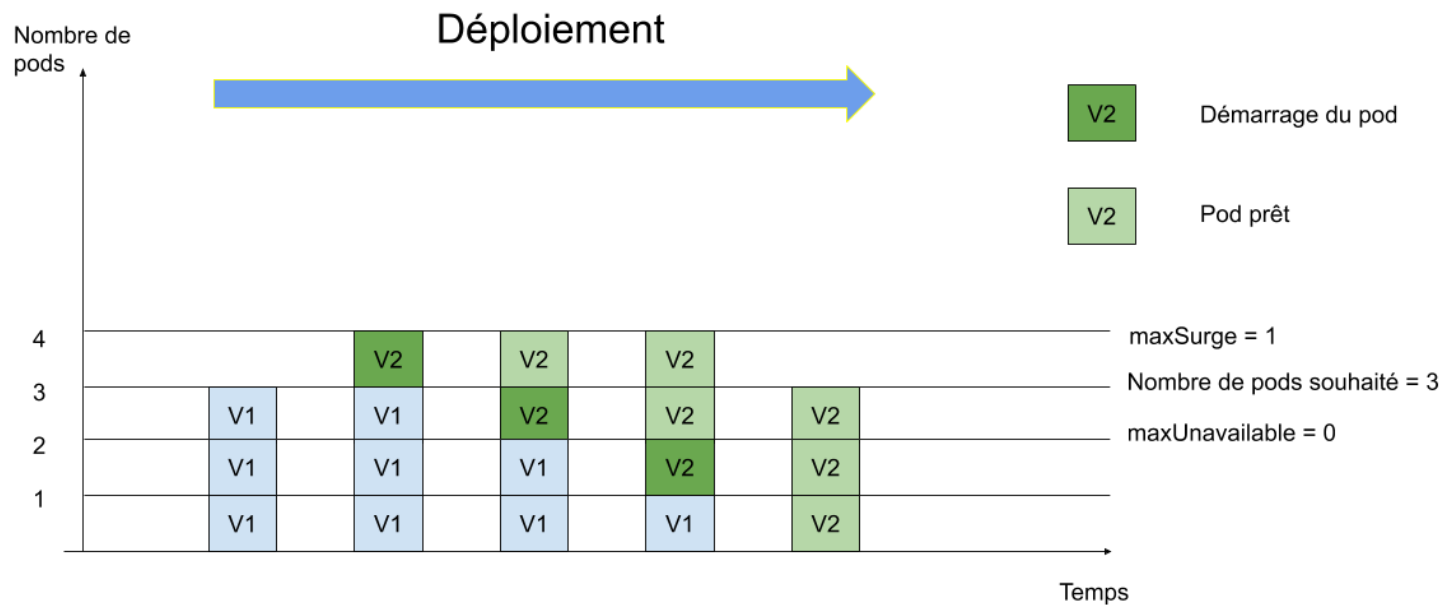 Déploiement
Nombre de
pods
V2 Démarrage du pod
V2 Pod prêt
4
maxSurge = 1
V2 V2 V2
3
Nombre de pods souhaité = 3
V1 V1 V2 V2 V2
2
maxUnavailable = 0
V1 V1 V1 V2 V2
1
V1 V1 V1 V1 V2
Temps